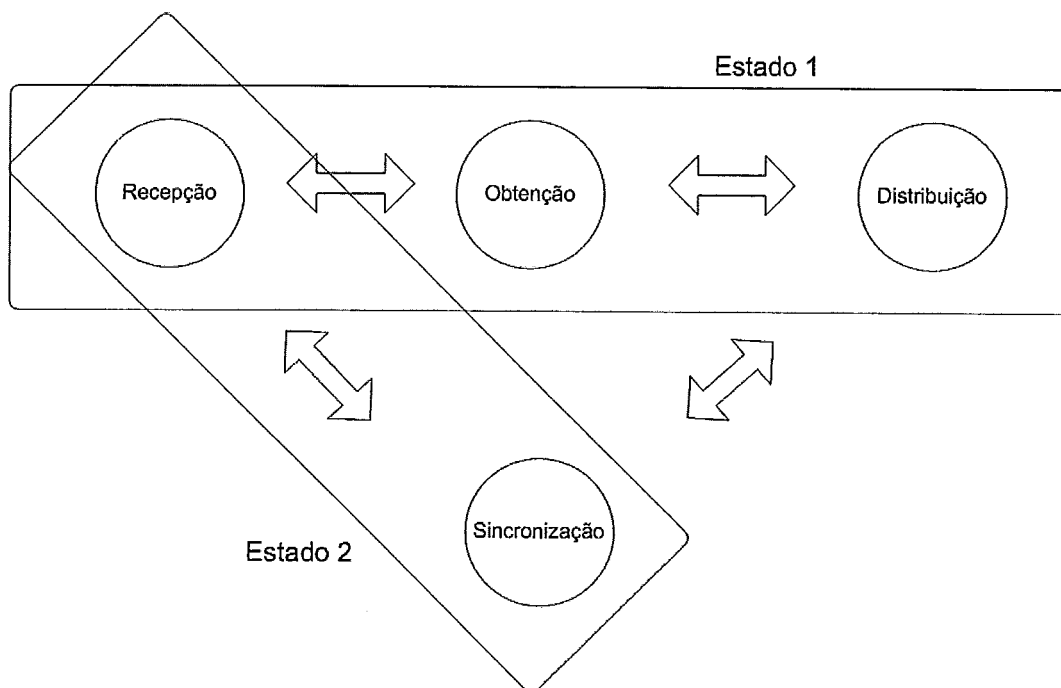 Estado 1
Recepção
Obtenção
Distribuição
Sincronização
Estado 2